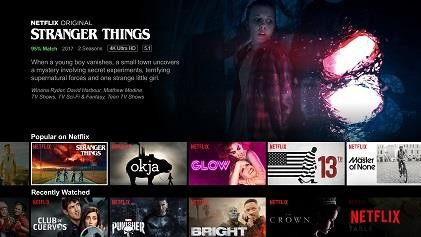 NETFLIX ORIGINAL
STRANGER THINGS
95% Match 2017 2 Seasons 4K Ultra HD 5.1
When a young boy vanishes, a small town uncovers
a mystery involving secret experiments, terrifying
supernatural forces and one strange little girl.
Winona Ryder, David Harbour, Matthew Modine
TV Shows, TV Sci-Fi & Fantasy, Teen TV Shows
Popular on Netflix
NETFLIX STRANGER THINGS
NETFLIX okja
NETFLIX GLOW
NETFLIX 13TH
NETFLIX Master of None
Recently Watched
NETFLIX CLUB DE CUERVOS
NETFLIX PUNISHER
NETFLIX BRIGHT
NETFLIX THE CROWN
NETFLIX